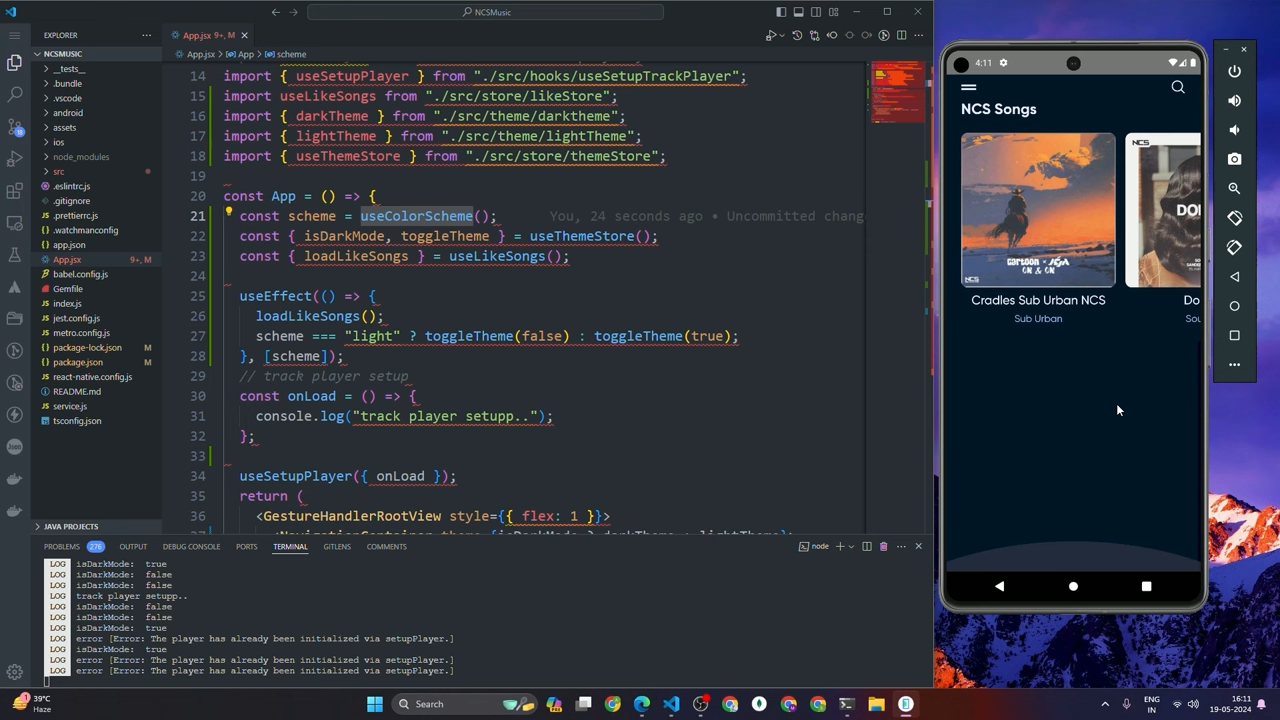 NCSMusic
EXPLORER
App.jsx 9+, M
NCSMUSIC
App.jsx > App > scheme
__tests__
.bundle
.vscode
android
assets
ios
node_modules
src
.eslintrc.js
.gitignore
.prettierrc.js
.watchmanconfig
app.json
App.jsx 9+, M
babel.config.js
Gemfile
index.js
jest.config.js
metro.config.js
package-lock.json M
package.json M
react-native.config.js
README.md
service.js
tsconfig.json
JAVA PROJECTS
14 import { useSetupPlayer } from "./src/hooks/useSetupTrackPlayer";
15 import useLikeSongs from "./src/store/likeStore";
16 import { darkTheme } from "./src/theme/darktheme";
17 import { lightTheme } from "./src/theme/lightTheme";
18 import { useThemeStore } from "./src/store/themeStore";
19
20 const App = () => {
21 const scheme = useColorScheme(); You, 24 seconds ago • Uncommitted chang
22 const { isDarkMode, toggleTheme } = useThemeStore();
23 const { loadLikeSongs } = useLikeSongs();
24
25 useEffect(() => {
26 loadLikeSongs();
27 scheme === "light" ? toggleTheme(false) : toggleTheme(true);
28 }, [scheme]);
29 // track player setup
30 const onLoad = () => {
31 console.log("track player setupp..");
32 };
33
34 useSetupPlayer({ onLoad });
35 return (
36 <GestureHandlerRootView style={{ flex: 1 }}>
PROBLEMS 276 OUTPUT DEBUG CONSOLE PORTS TERMINAL GITLENS COMMENTS
node
LOG isDarkMode: true
LOG isDarkMode: false
LOG isDarkMode: false
LOG track player setupp..
LOG isDarkMode: false
LOG isDarkMode: false
LOG isDarkMode: true
LOG error [Error: The player has already been initialized via setupPlayer.]
LOG isDarkMode: true
LOG error [Error: The player has already been initialized via setupPlayer.]
LOG error [Error: The player has already been initialized via setupPlayer.]
4:11
NCS Songs
NCS
cartoon
ON & ON
NCS
DO
Cradles Sub Urban NCS
Sub Urban
Do
Sou
39°C
Haze
Search
ENG
IN
16:11
19-05-2024